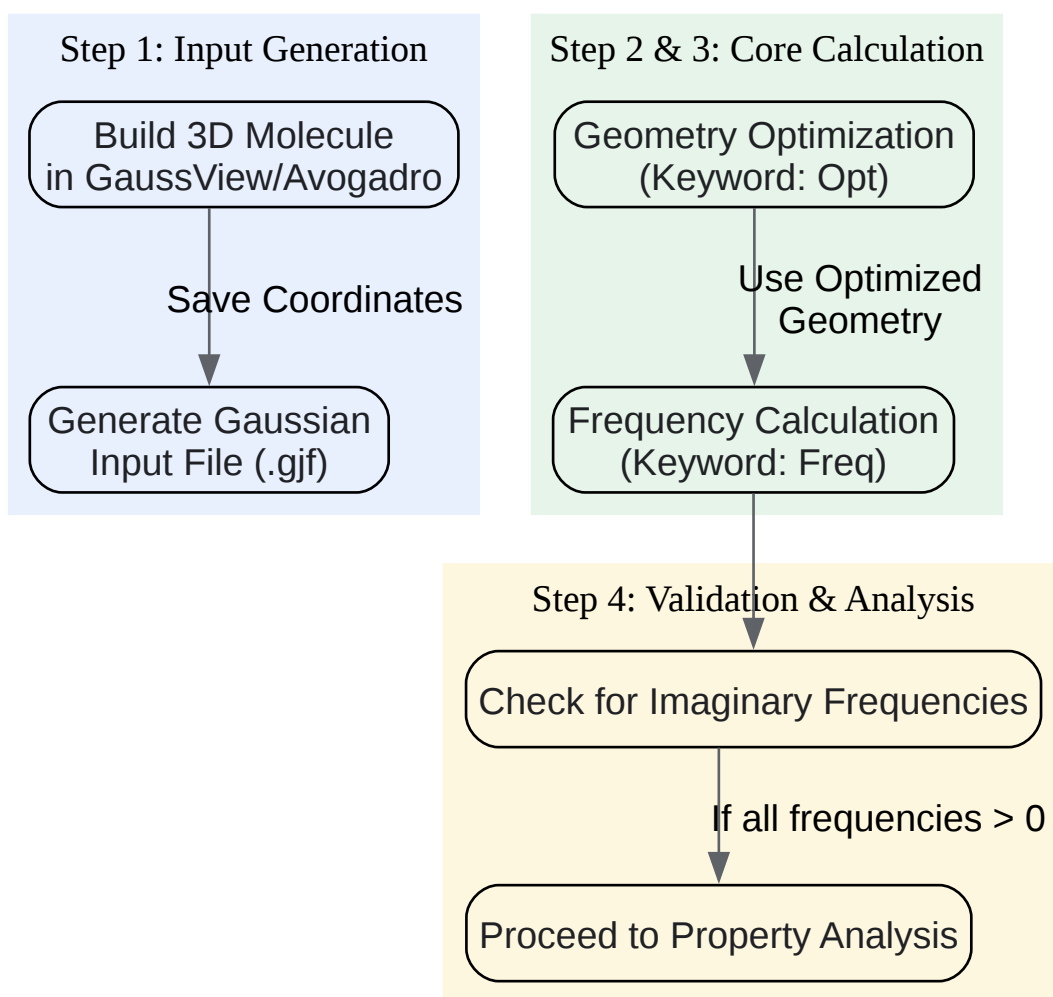 Step 1: Input Generation
Build 3D Molecule
in GaussView/Avogadro
Save Coordinates
Generate Gaussian
Input File (.gjf)
Step 2 & 3: Core Calculation
Geometry Optimization
(Keyword: Opt)
Use Optimized
Geometry
Frequency Calculation
(Keyword: Freq)
Step 4: Validation & Analysis
Check for Imaginary Frequencies
If all frequencies > 0
Proceed to Property Analysis